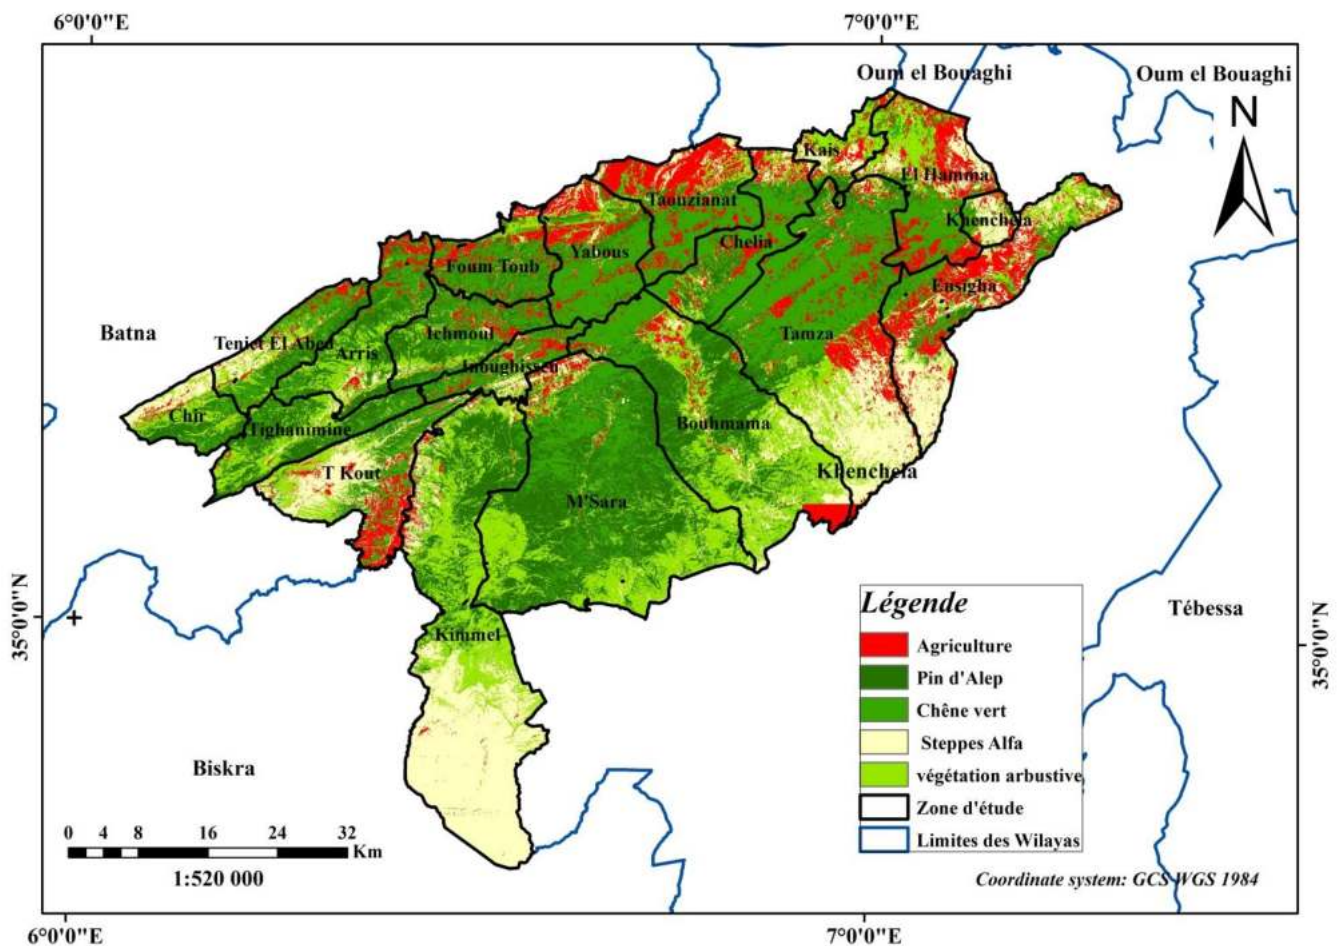 6°0'0"E
7°0'0"E
Oum el Bouaghi
Oum el Bouaghi
N
Kais
El Hamma
Taouzianat
Khenchela
Chelia
Yabous
Foum Toub
Ensigha
Batna
Ichmoul
Tamza
Teniet El Abed
Arris
Inoughissen
Chir
Bouhmama
Tighanimine
T Kout
Khenchela
M'Sara
35°0'0"N
35°0'0"N
Kimmel
Tébessa
Biskra
Légende
Agriculture
Pin d'Alep
Chêne vert
Steppes Alfa
végétation arbustive
Zone d'étude
Limites des Wilayas
0 4 8 16 24 32
Km
1:520 000
Coordinate system: GCS WGS 1984
6°0'0"E
7°0'0"E